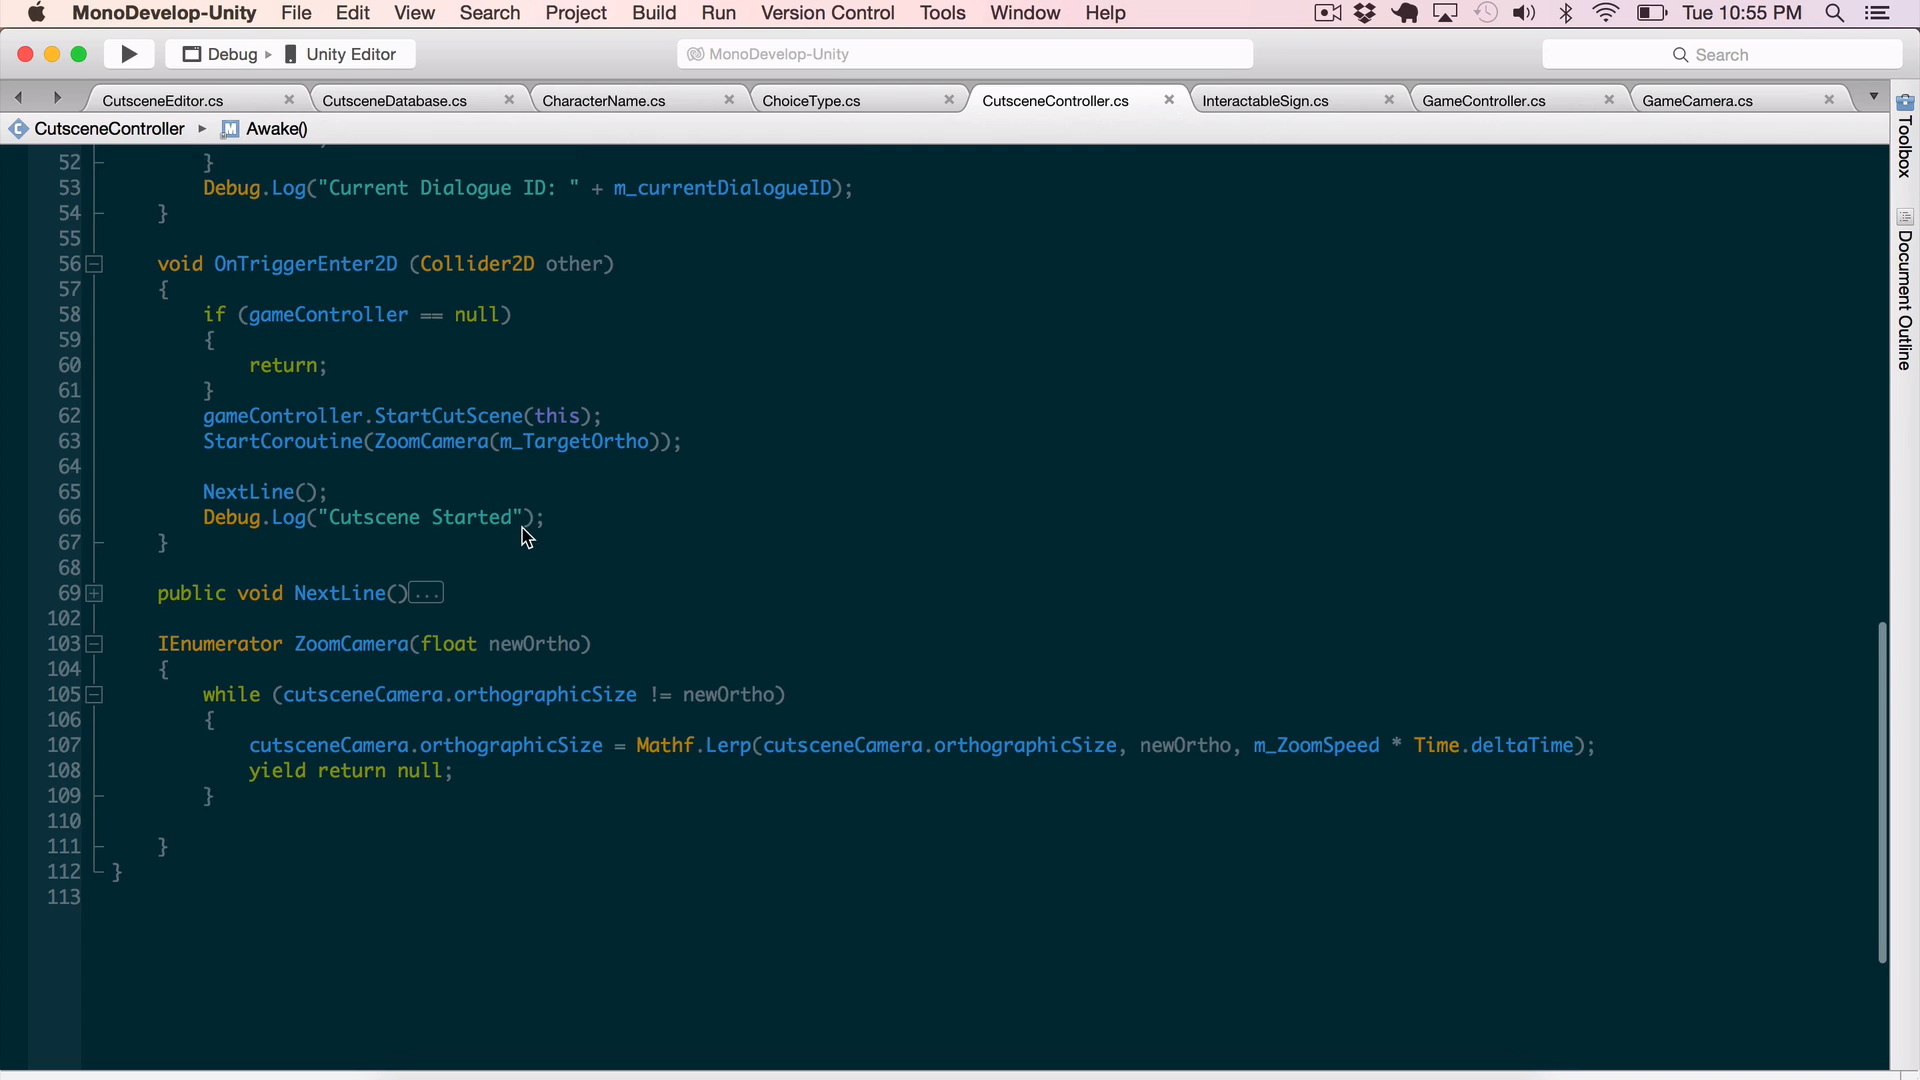 MonoDevelop-Unity File Edit View Search Project Build Run Version Control Tools Window Help Tue 10:55 PM
Debug Unity Editor MonoDevelop-Unity Search
CutsceneEditor.cs CutsceneDatabase.cs CharacterName.cs ChoiceType.cs CutsceneController.cs InteractableSign.cs GameController.cs GameCamera.cs
CutsceneController Awake()
52 }
53 Debug.Log("Current Dialogue ID: " + m_currentDialogueID);
54 }
55
56 void OnTriggerEnter2D (Collider2D other)
57 {
58 if (gameController == null)
59 {
60 return;
61 }
62 gameController.StartCutScene(this);
63 StartCoroutine(ZoomCamera(m_TargetOrtho));
64
65 NextLine();
66 Debug.Log("Cutscene Started");
67 }
68
69 public void NextLine()...
102
103 IEnumerator ZoomCamera(float newOrtho)
104 {
105 while (cutsceneCamera.orthographicSize != newOrtho)
106 {
107 cutsceneCamera.orthographicSize = Mathf.Lerp(cutsceneCamera.orthographicSize, newOrtho, m_ZoomSpeed * Time.deltaTime);
108 yield return null;
109 }
110
111 }
112 }
113
Toolbox
Document Outline